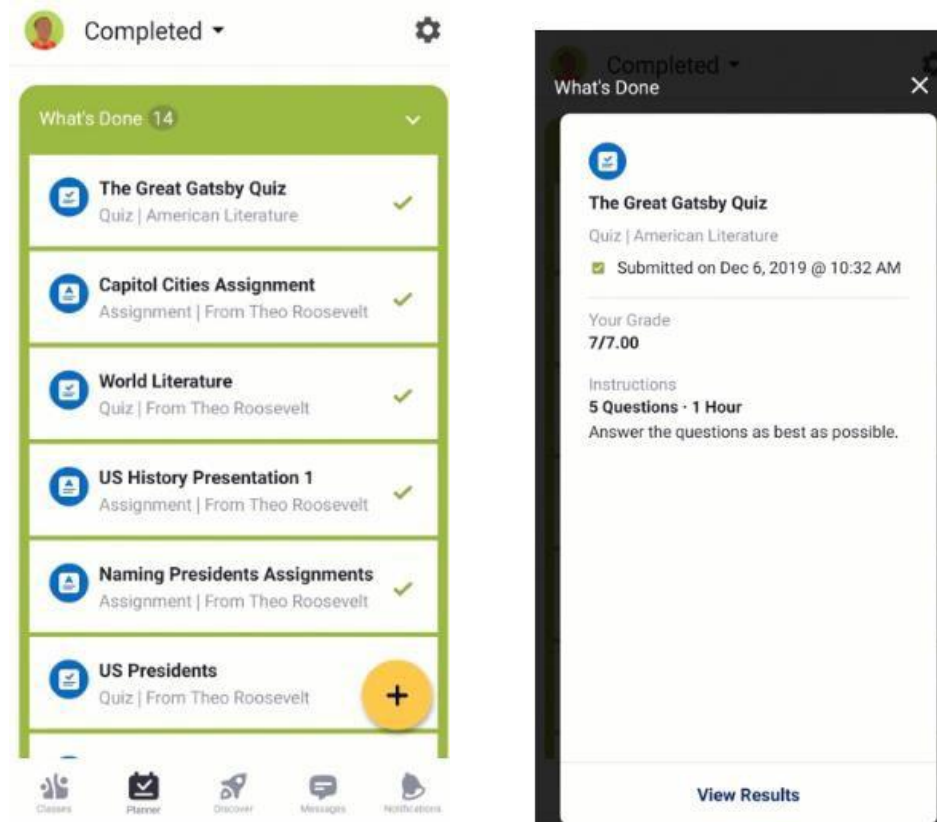 Completed
What's Done 14
The Great Gatsby Quiz
Quiz | American Literature
Capitol Cities Assignment
Assignment | From Theo Roosevelt
World Literature
Quiz | From Theo Roosevelt
US History Presentation 1
Assignment | From Theo Roosevelt
Naming Presidents Assignments
Assignment | From Theo Roosevelt
US Presidents
Quiz | From Theo Roosevelt
+
Classes Planner Discover Messages Notifications
Completed
What's Done
The Great Gatsby Quiz
Quiz | American Literature
Submitted on Dec 6, 2019 @ 10:32 AM
Your Grade
7/7.00
Instructions
5 Questions · 1 Hour
Answer the questions as best as possible.
View Results